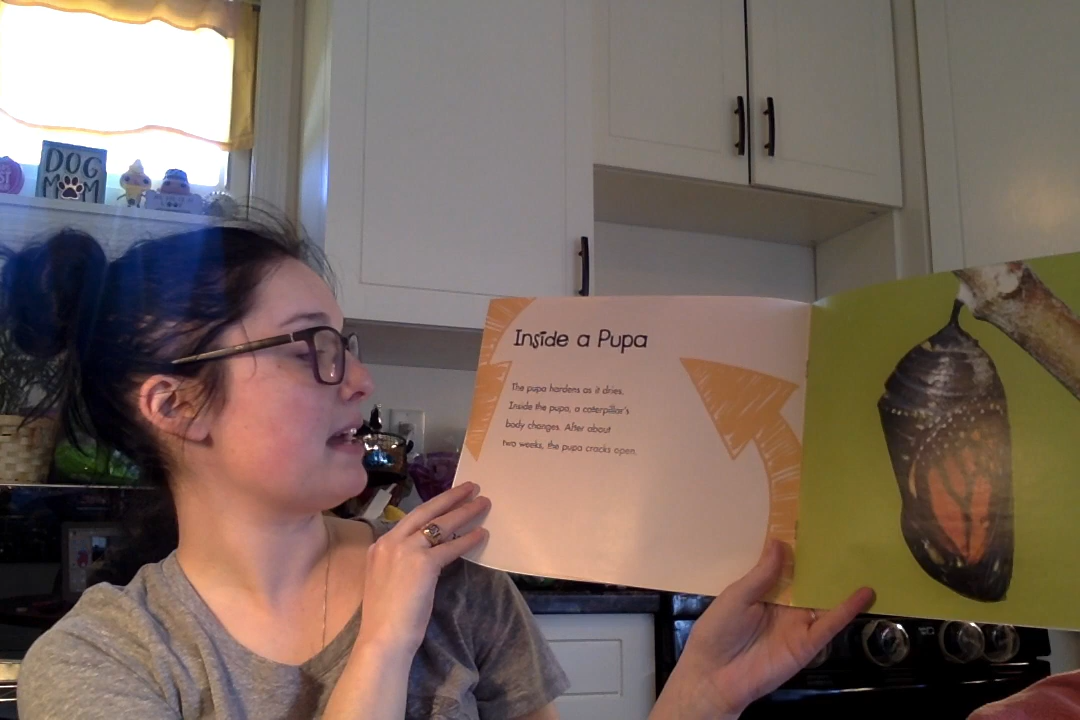 DOG
MOM
Inside a Pupa
The pupa hardens as it dries.
Inside the pupa, a caterpillar's
body changes. After about
two weeks, the pupa cracks open.